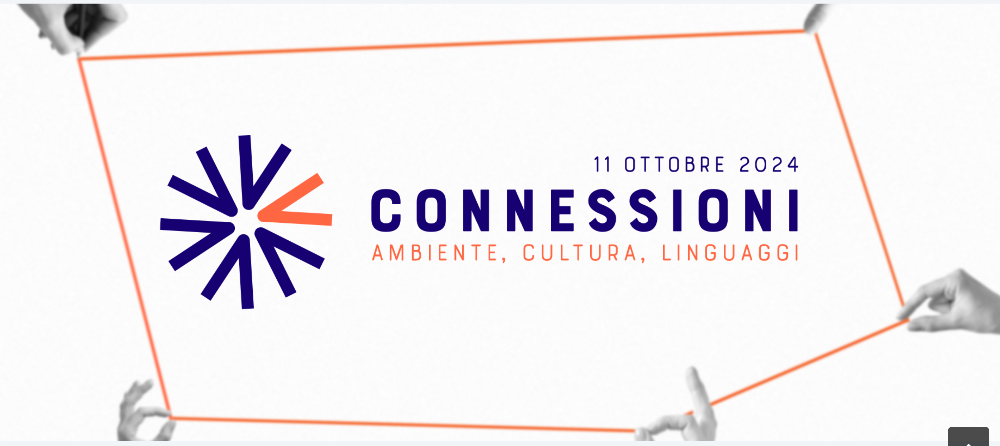 11 OTTOBRE 2024
CONNESSIONI
AMBIENTE, CULTURA, LINGUAGGI